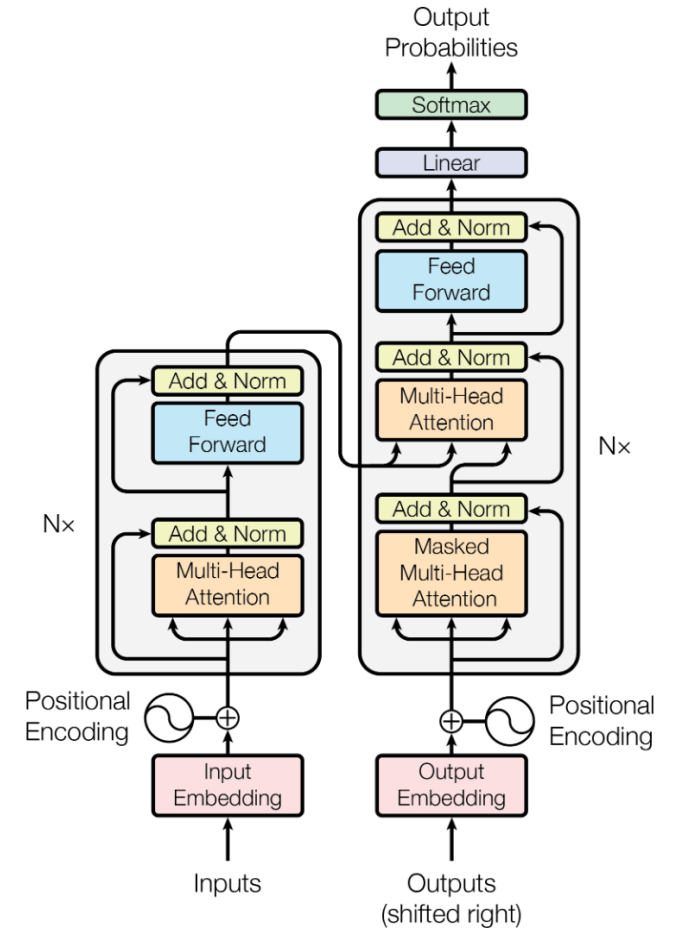 Output
Probabilities
Softmax
Linear
Add & Norm
Feed
Forward
Add & Norm
Multi-Head
Attention
Nx
Add & Norm
Masked
Multi-Head
Attention
Add & Norm
Feed
Forward
Nx
Add & Norm
Multi-Head
Attention
Positional
Encoding
Positional
Encoding
Input
Embedding
Output
Embedding
Inputs
Outputs
(shifted right)